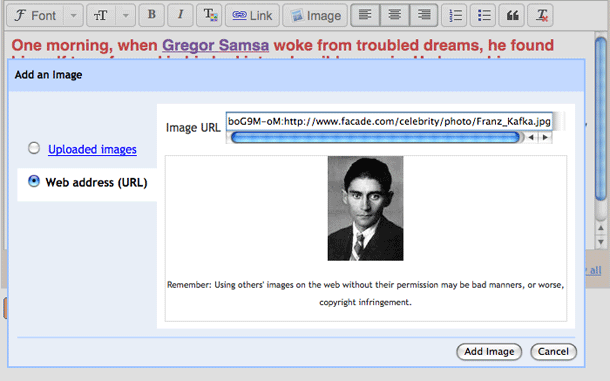 Font T B I Link Image
One morning, when Gregor Samsa woke from troubled dreams, he found
Add an Image
Image URL boG9M-oM:http://www.facade.com/celebrity/photo/Franz_Kafka.jpg
Uploaded images
Web address (URL)
Remember: Using others' images on the web without their permission may be bad manners, or worse,
copyright infringement.
all
Add Image Cancel